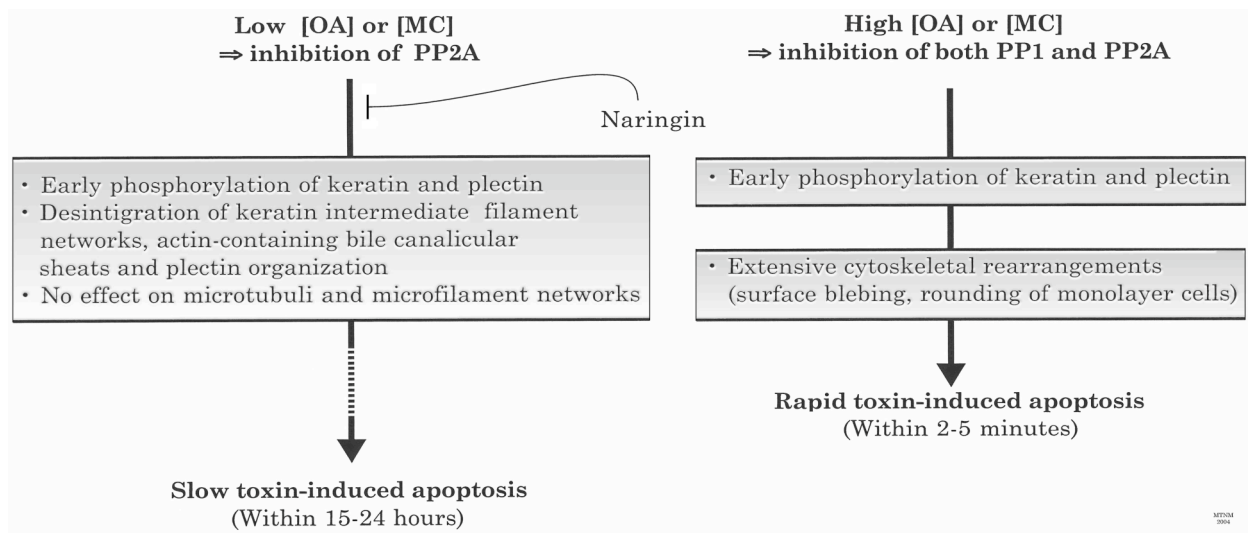 Low [OA] or [MC]
⇒ inhibition of PP2A
Naringin
• Early phosphorylation of keratin and plectin
• Desintigration of keratin intermediate filament
networks, actin-containing bile canalicular
sheats and plectin organization
• No effect on microtubuli and microfilament networks
Slow toxin-induced apoptosis
(Within 15-24 hours)
High [OA] or [MC]
⇒ inhibition of both PP1 and PP2A
• Early phosphorylation of keratin and plectin
• Extensive cytoskeletal rearrangements
(surface blebing, rounding of monolayer cells)
Rapid toxin-induced apoptosis
(Within 2-5 minutes)
MTNM
2004